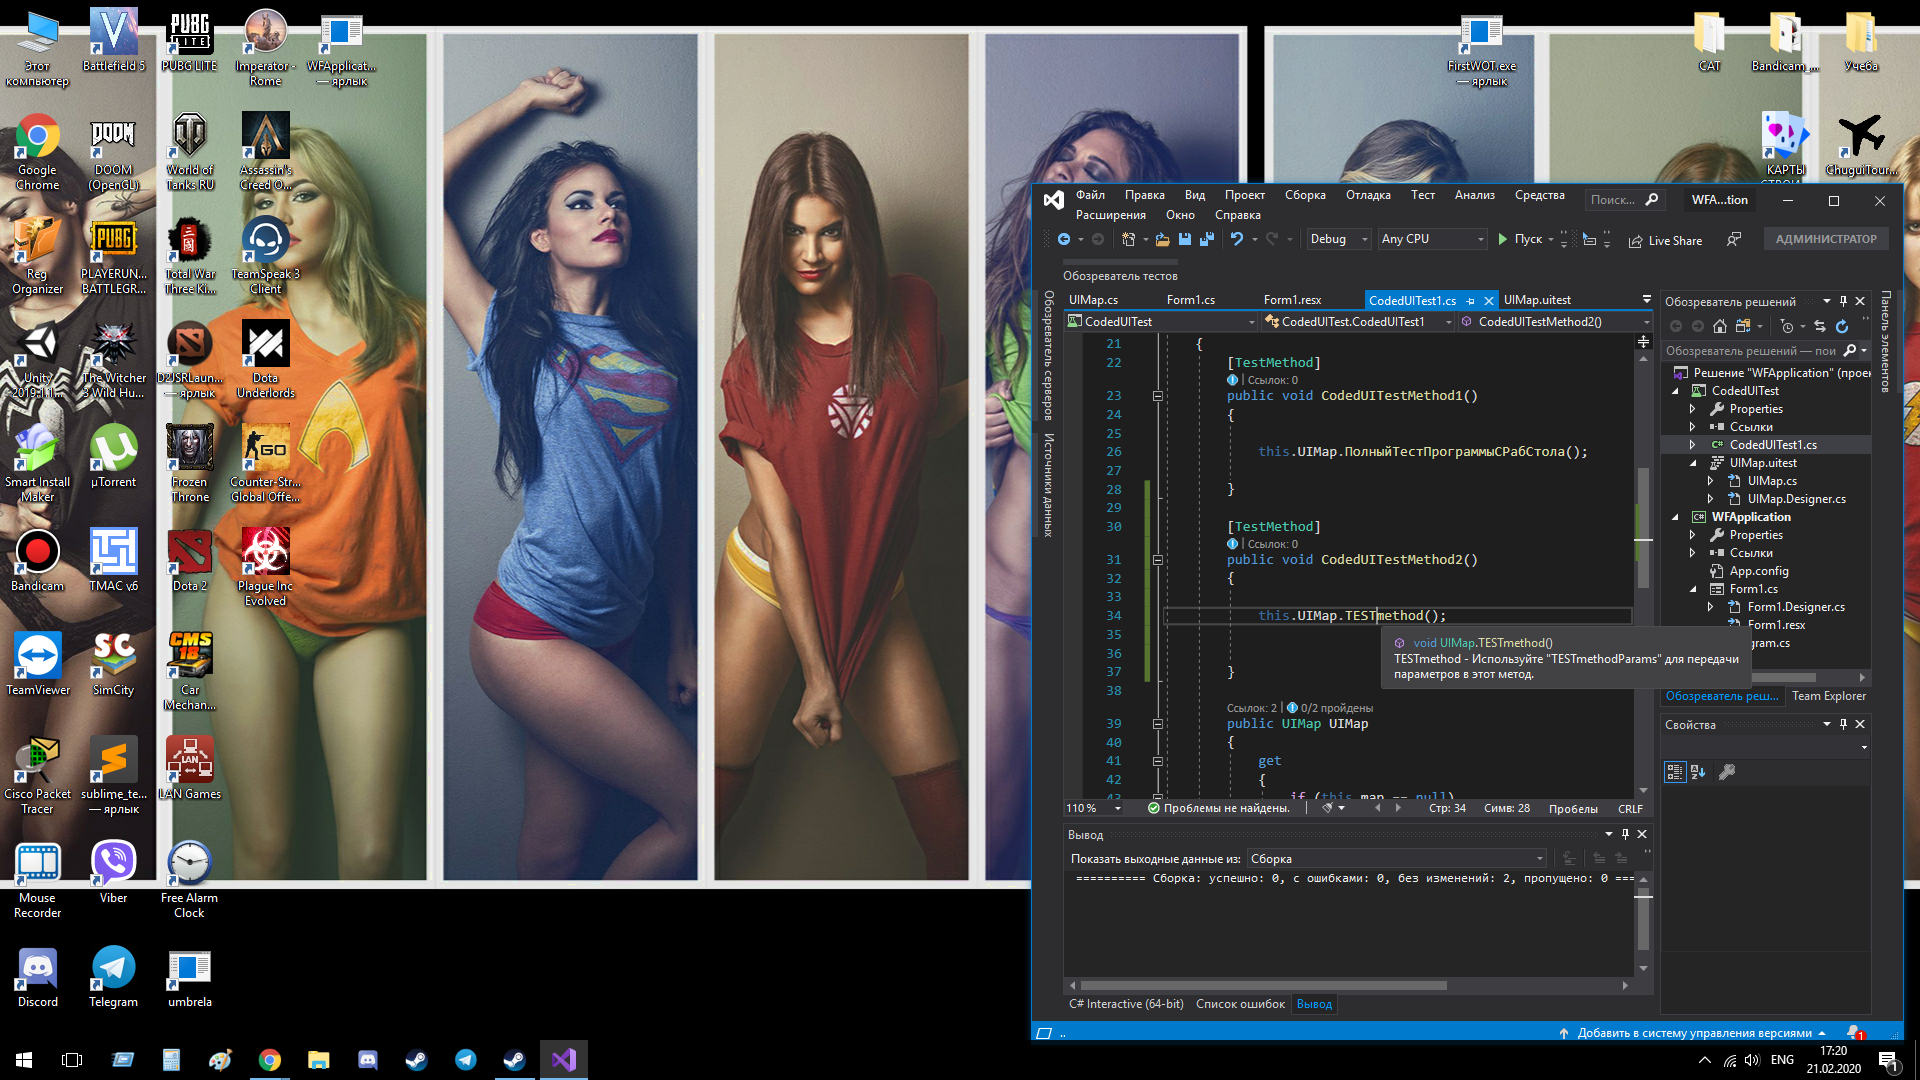 Этот компьютер
Battlefield 5
PUBG LITE
Imperator - Rome
WFApplicat... — ярлык
FirstWOT.exe — ярлык
CAT
Bandicam_...
Учеба
Google Chrome
DOOM (OpenGL)
World of Tanks RU
Assassin's Creed O...
КАРТЫ
ChuguiTour...
Reg Organizer
PLAYERUN... BATTLEGR...
Total War Three Ki...
TeamSpeak 3 Client
Unity
The Witcher 3 Wild Hu...
D2JSRLaun... — ярлык
Dota Underlords
Smart Install Maker
µTorrent
Frozen Throne
Counter-Str... Global Offe...
Bandicam
TMAC v6
Dota 2
Plague Inc Evolved
TeamViewer
SimCity
Car Mechan...
Cisco Packet Tracer
sublime_te... — ярлык
LAN Games
Mouse Recorder
Viber
Free Alarm Clock
Discord
Telegram
umbrela
Файл Правка Вид Проект Сборка Отладка Тест Анализ Средства
Расширения Окно Справка
Поиск...
WFA...tion
Debug Any CPU Пуск Live Share АДМИНИСТРАТОР
Обозреватель тестов
Обозреватель серверов
Источники данных
UIMap.cs Form1.cs Form1.resx CodedUITest1.cs UIMap.uitest
CodedUITest CodedUITest.CodedUITest1 CodedUITestMethod2()
21 {
22 [TestMethod]
Ссылок: 0
23 public void CodedUITestMethod1()
24 {
25
26 this.UIMap.ПолныйТестПрограммыСРабСтола();
27
28 }
29
30 [TestMethod]
Ссылок: 0
31 public void CodedUITestMethod2()
32 {
33
34 this.UIMap.TESTmethod();
35
36
37 }
38
Ссылок: 2 | 0/2 пройдены
39 public UIMap UIMap
40 {
41 get
42 {
43 if (this.map == null)
void UIMap.TESTmethod()
TESTmethod - Используйте "TESTmethodParams" для передачи
параметров в этот метод.
110 % Проблемы не найдены. Стр: 34 Симв: 28 Пробелы CRLF
Вывод
Показать выходные данные из: Сборка
========== Сборка: успешно: 0, с ошибками: 0, без изменений: 2, пропущено: 0 ===
C# Interactive (64-bit) Список ошибок Вывод
Обозреватель решений
Обозреватель решений — пои
Решение "WFApplication" (прое
CodedUITest
Properties
Ссылки
CodedUITest1.cs
UIMap.uitest
UIMap.cs
UIMap.Designer.cs
WFApplication
Properties
Ссылки
App.config
Form1.cs
Form1.Designer.cs
Form1.resx
gram.cs
Обозреватель реш... Team Explorer
Свойства
Панель элементов
Добавить в систему управления версиями
1
ENG
17:20
21.02.2020
1